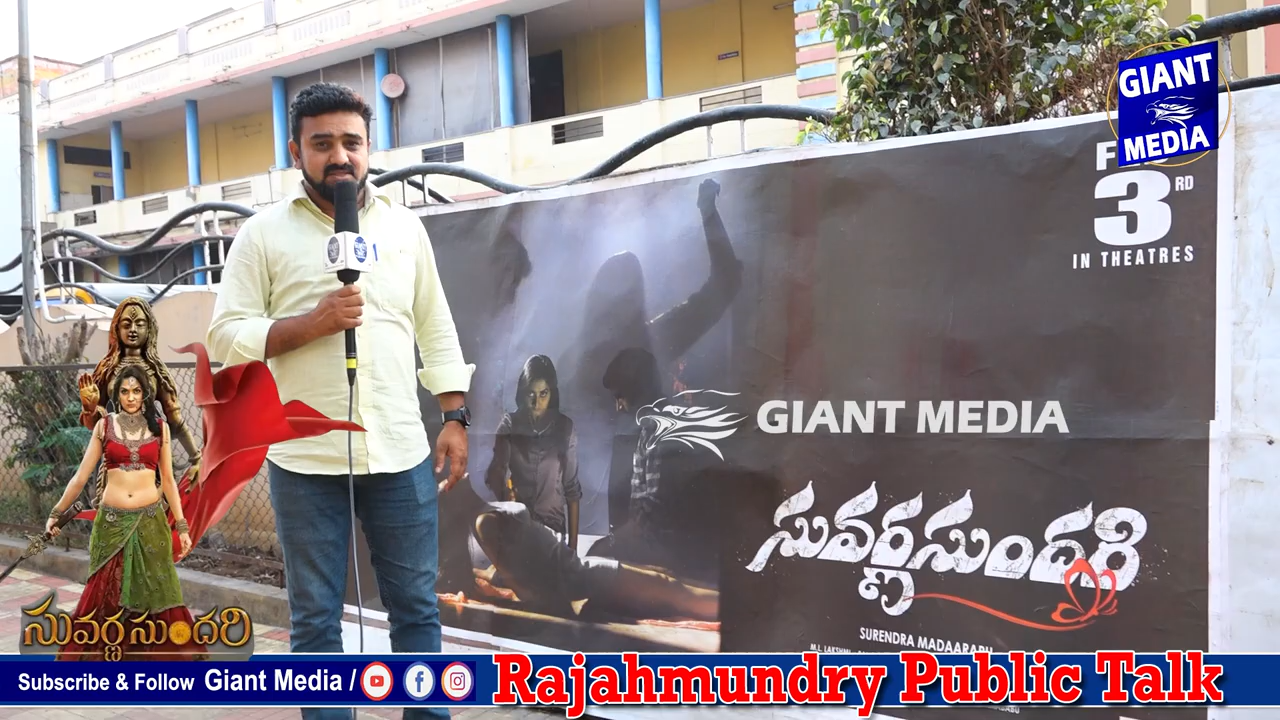 GIANT
MEDIA
3RD
IN THEATRES
GIANT MEDIA
సువర్ణసుందరి
SURENDRA MADAARAPU
సువర్ణసుందరి
Subscribe & Follow Giant Media /
Rajahmundry Public Talk